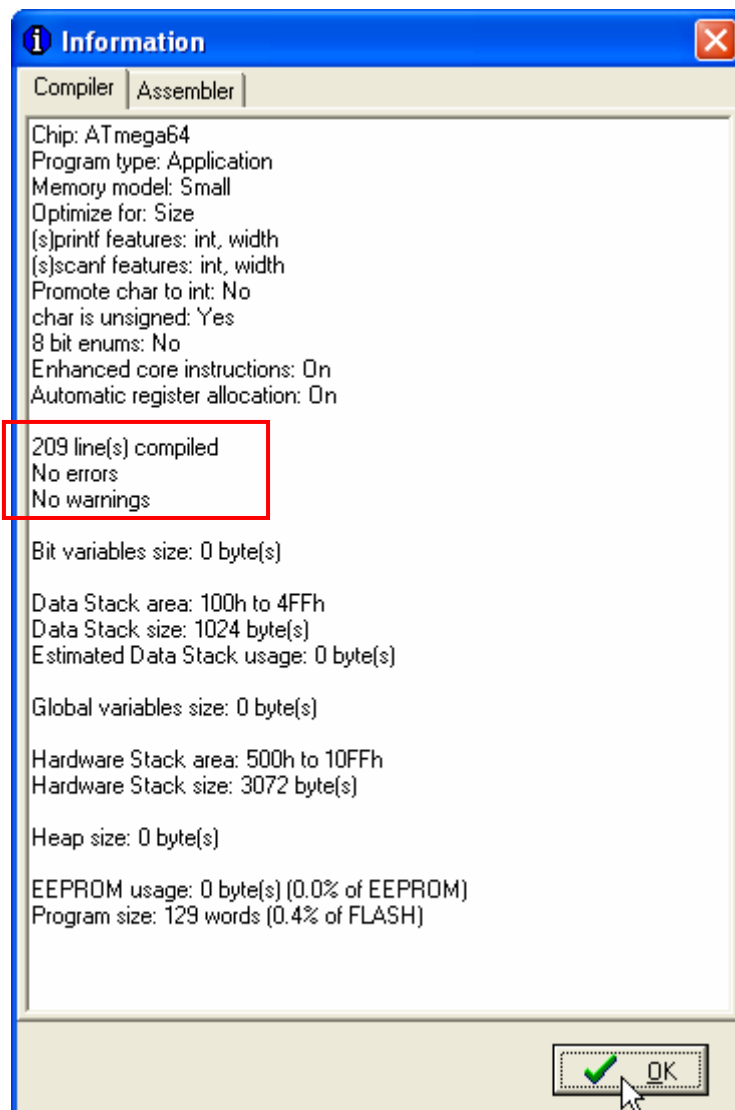 Information
Compiler
Assembler
Chip: ATmega64
Program type: Application
Memory model: Small
Optimize for: Size
(s)printf features: int, width
(s)scanf features: int, width
Promote char to int: No
char is unsigned: Yes
8 bit enums: No
Enhanced core instructions: On
Automatic register allocation: On
209 line(s) compiled
No errors
No warnings
Bit variables size: 0 byte(s)
Data Stack area: 100h to 4FFh
Data Stack size: 1024 byte(s)
Estimated Data Stack usage: 0 byte(s)
Global variables size: 0 byte(s)
Hardware Stack area: 500h to 10FFh
Hardware Stack size: 3072 byte(s)
Heap size: 0 byte(s)
EEPROM usage: 0 byte(s) (0.0% of EEPROM)
Program size: 129 words (0.4% of FLASH)
OK